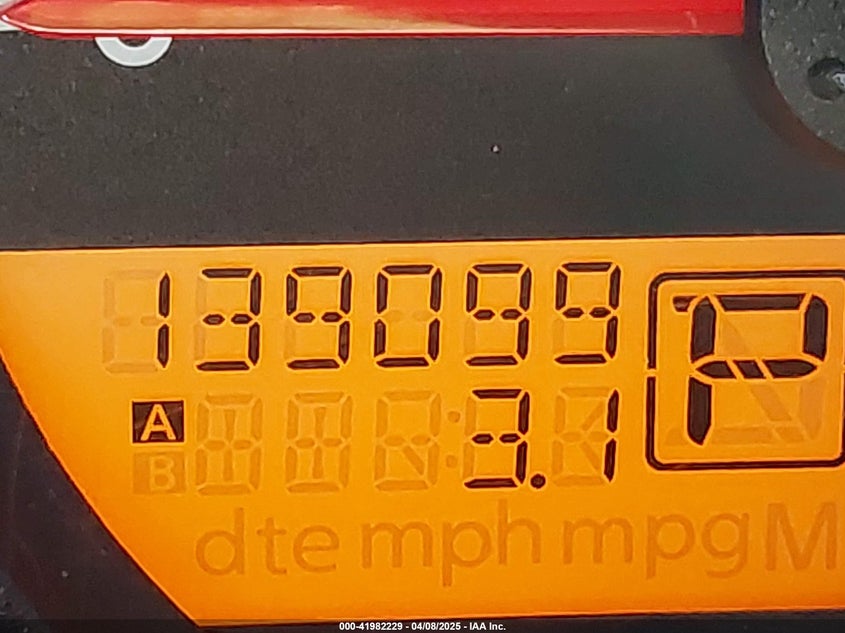 139099 P
A 3.1
B
dte mph mpg M
000-41982229 - 04/08/2025 - IAA Inc.